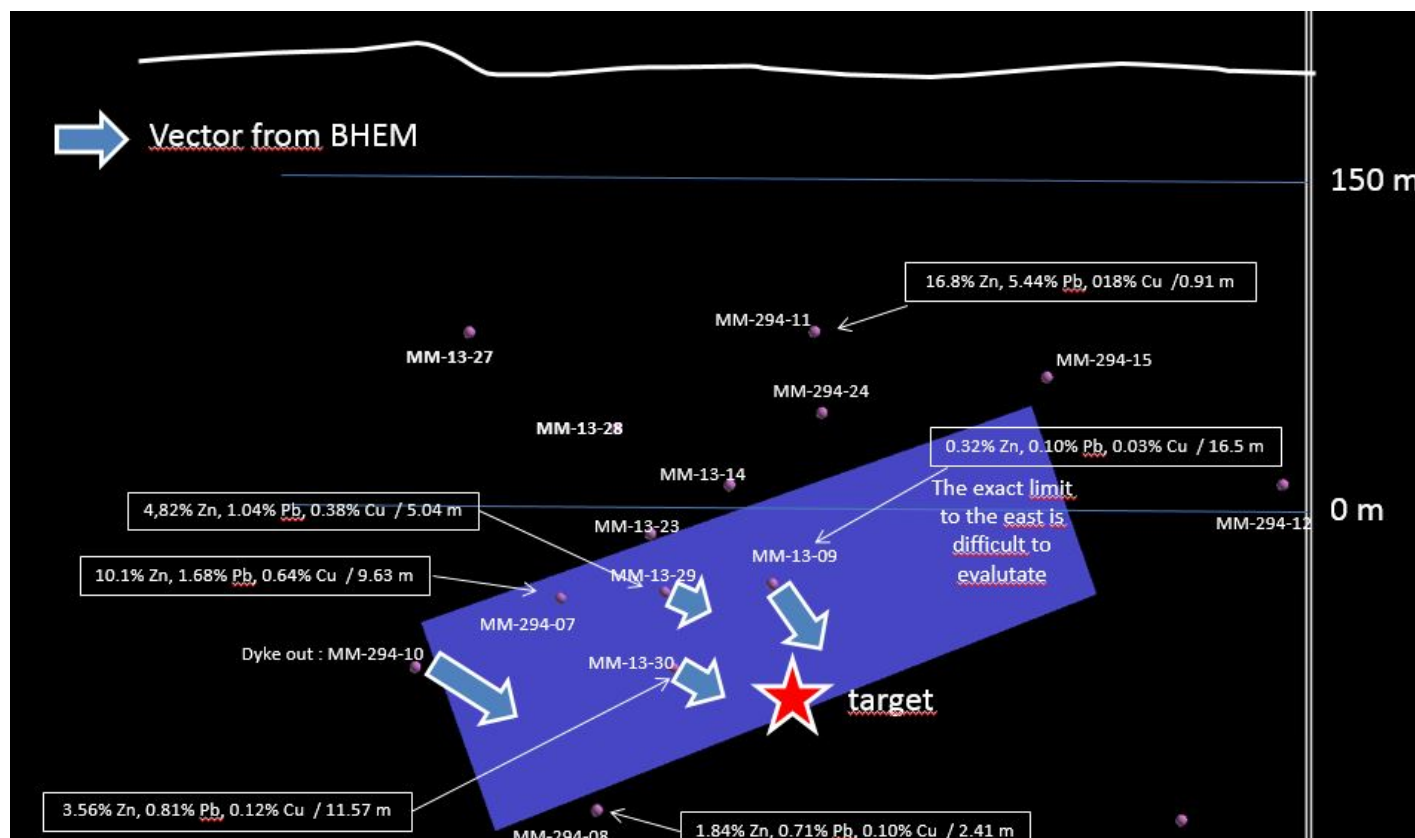 Vector from BHEM
150 m
16.8% Zn, 5.44% Pb, 018% Cu /0.91 m
MM-294-11
MM-13-27
MM-294-15
MM-294-24
MM-13-28
0.32% Zn, 0.10% Pb, 0.03% Cu / 16.5 m
MM-13-14
The exact limit
to the east is
difficult to
evalutate
4,82% Zn, 1.04% Pb, 0.38% Cu / 5.04 m
0 m
MM-13-23
MM-294-12
MM-13-09
10.1% Zn, 1.68% Pb, 0.64% Cu / 9.63 m
MM-13-29
MM-294-07
Dyke out : MM-294-10
MM-13-30
target
3.56% Zn, 0.81% Pb, 0.12% Cu / 11.57 m
1.84% Zn, 0.71% Pb, 0.10% Cu / 2.41 m
MM-294-08